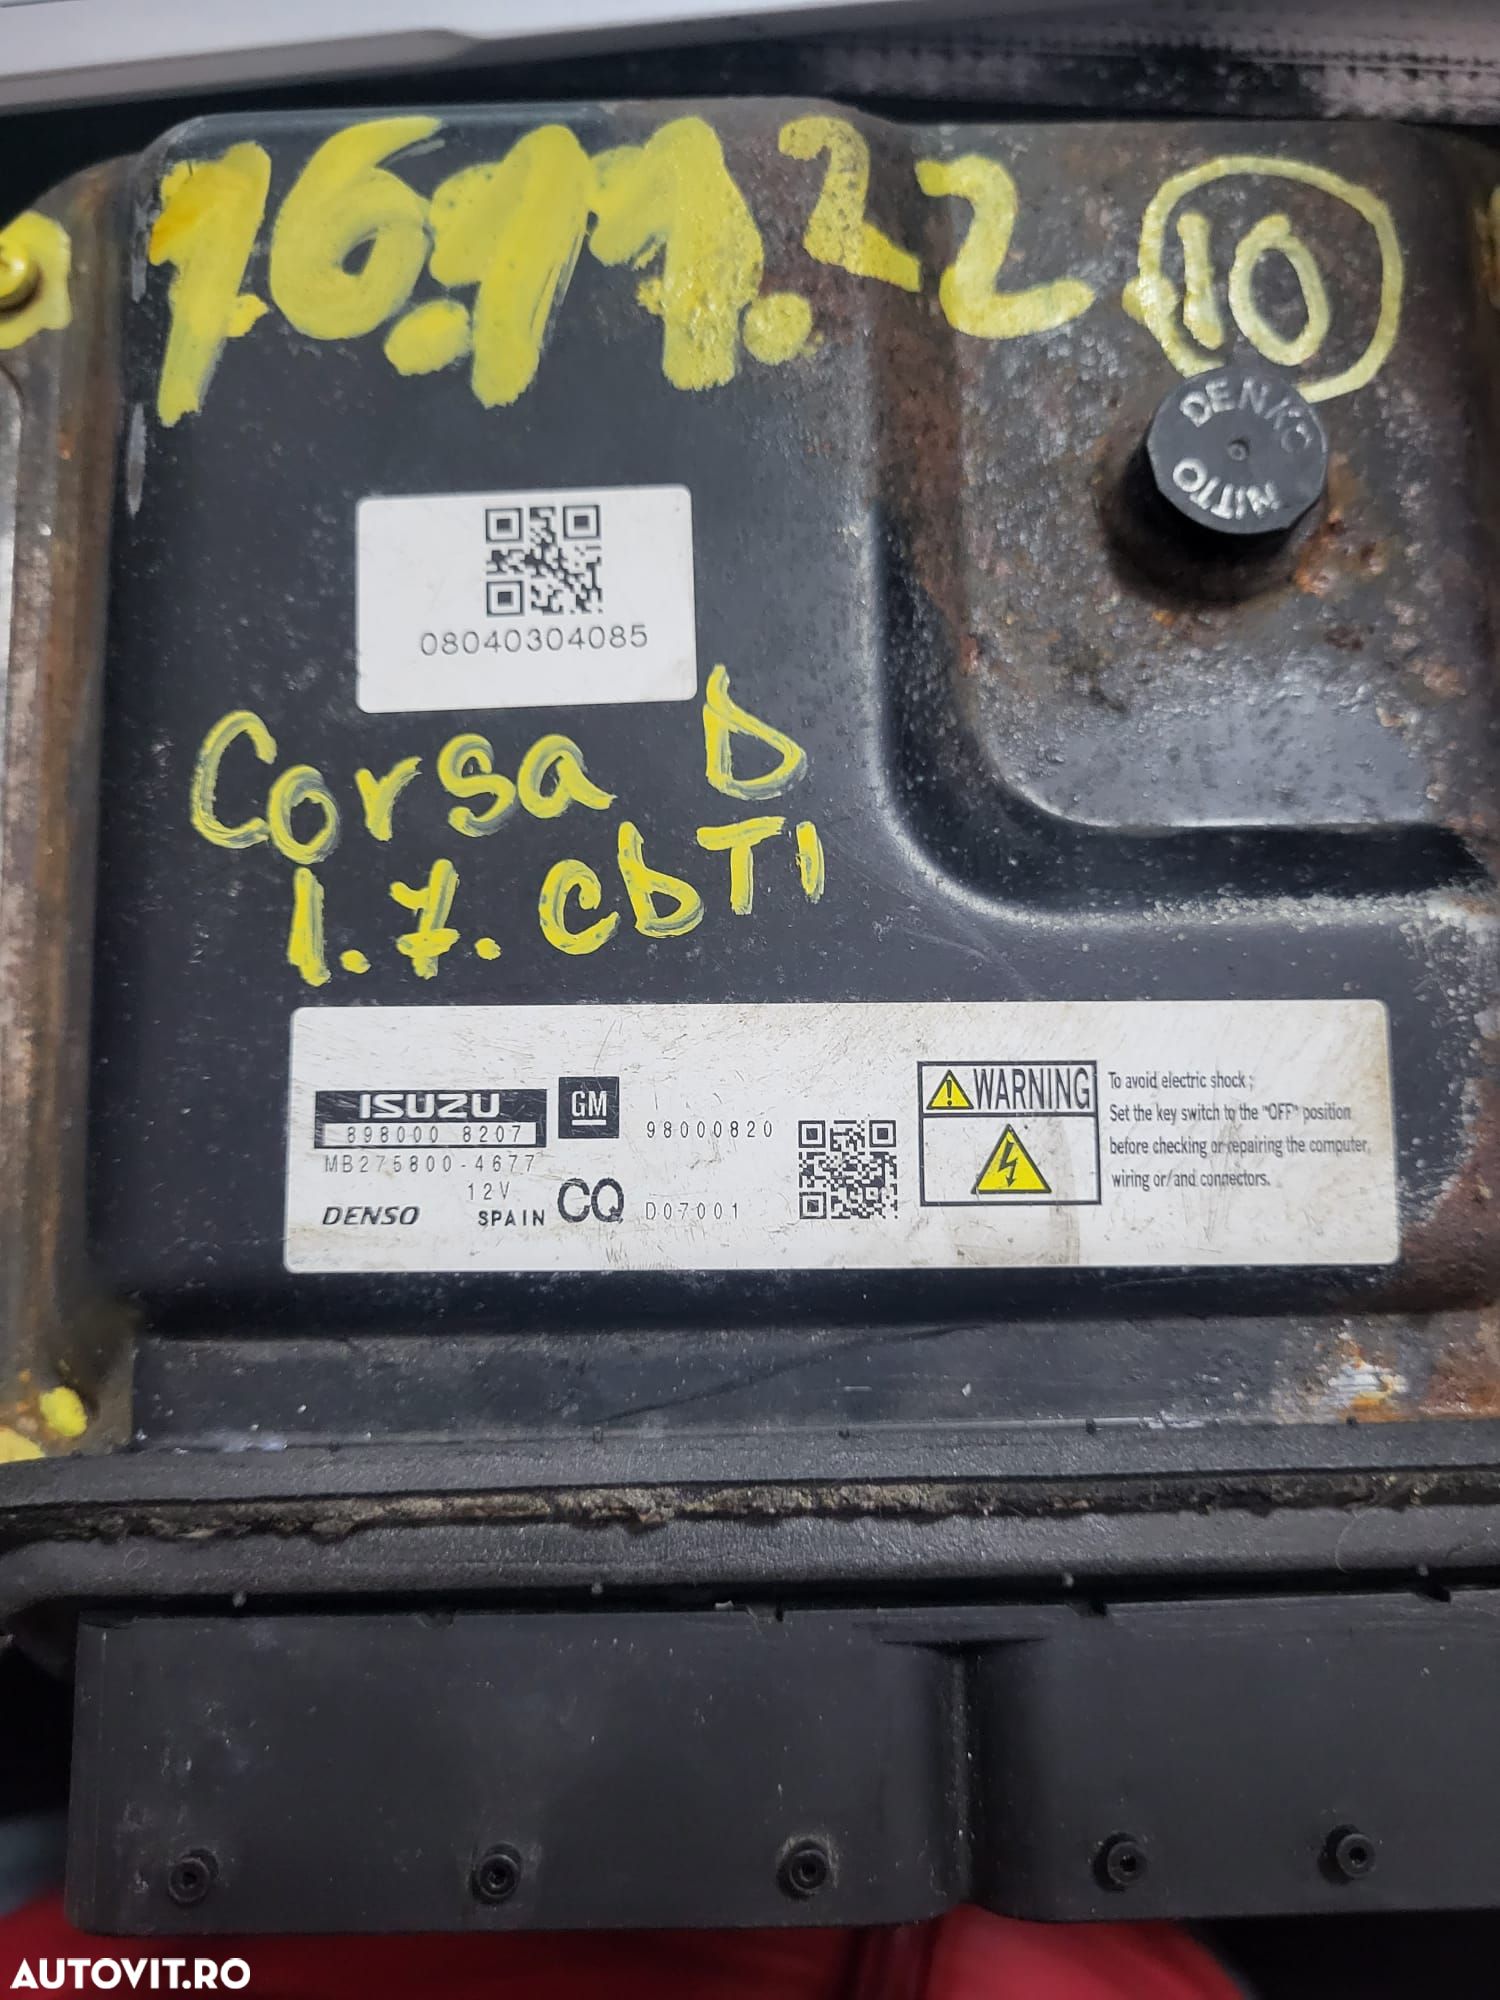 16.11.22 10
DENKO
NITTO
08040304085
Corsa D
1.7. CDTI
ISUZU
898000 8207
MB275800-4677
12V
DENSO SPAIN
GM
98000820
CQ D07001
WARNING
To avoid electric shock;
Set the key switch to the "OFF" position
before checking or repairing the computer,
wiring or/and connectors.
AUTOVIT.RO